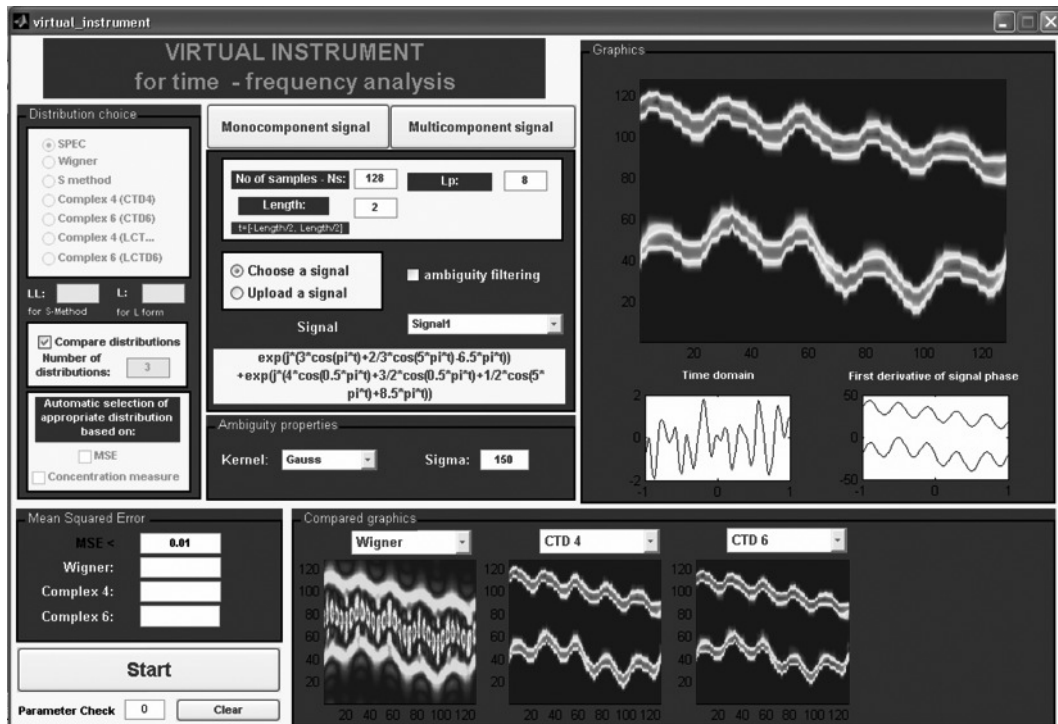 virtual_instrument
VIRTUAL INSTRUMENT
for time - frequency analysis
Distribution choice
SPEC
Wigner
S method
Complex 4 (CTD4)
Complex 6 (CTD6)
Complex 4 (LCT...
Complex 6 (LCTD6)
LL:
L:
for S-Method
for L form
Compare distributions
Number of
distributions:
3
Automatic selection of
appropriate distribution
based on:
MSE
Concentration measure
Monocomponent signal
Multicomponent signal
No of samples - Ns:
128
Lp:
8
Length:
2
t=[-Length/2, Length/2]
Choose a signal
Upload a signal
ambiguity filtering
Signal
Signal1
exp(j*(3*cos(pi*t)+2/3*cos(5*pi*t)-6.5*pi*t))
+exp(j*(4*cos(0.5*pi*t)+3/2*cos(0.5*pi*t)+1/2*cos(5*
pi*t)+8.5*pi*t))
Ambiguity properties
Kernel:
Gauss
Sigma:
150
Graphics
120
100
80
60
40
20
20 40 60 80 100 120
Time domain
2
0
-2
-1 0 1
First derivative of signal phase
50
0
-50
-1 0 1
Mean Squared Error
MSE <
0.01
Wigner:
Complex 4:
Complex 6:
Start
Parameter Check
0
Clear
Compared graphics
Wigner
120
100
80
60
40
20
20 40 60 80 100 120
CTD 4
120
100
80
60
40
20
20 40 60 80 100 120
CTD 6
120
100
80
60
40
20
20 40 60 80 100 120